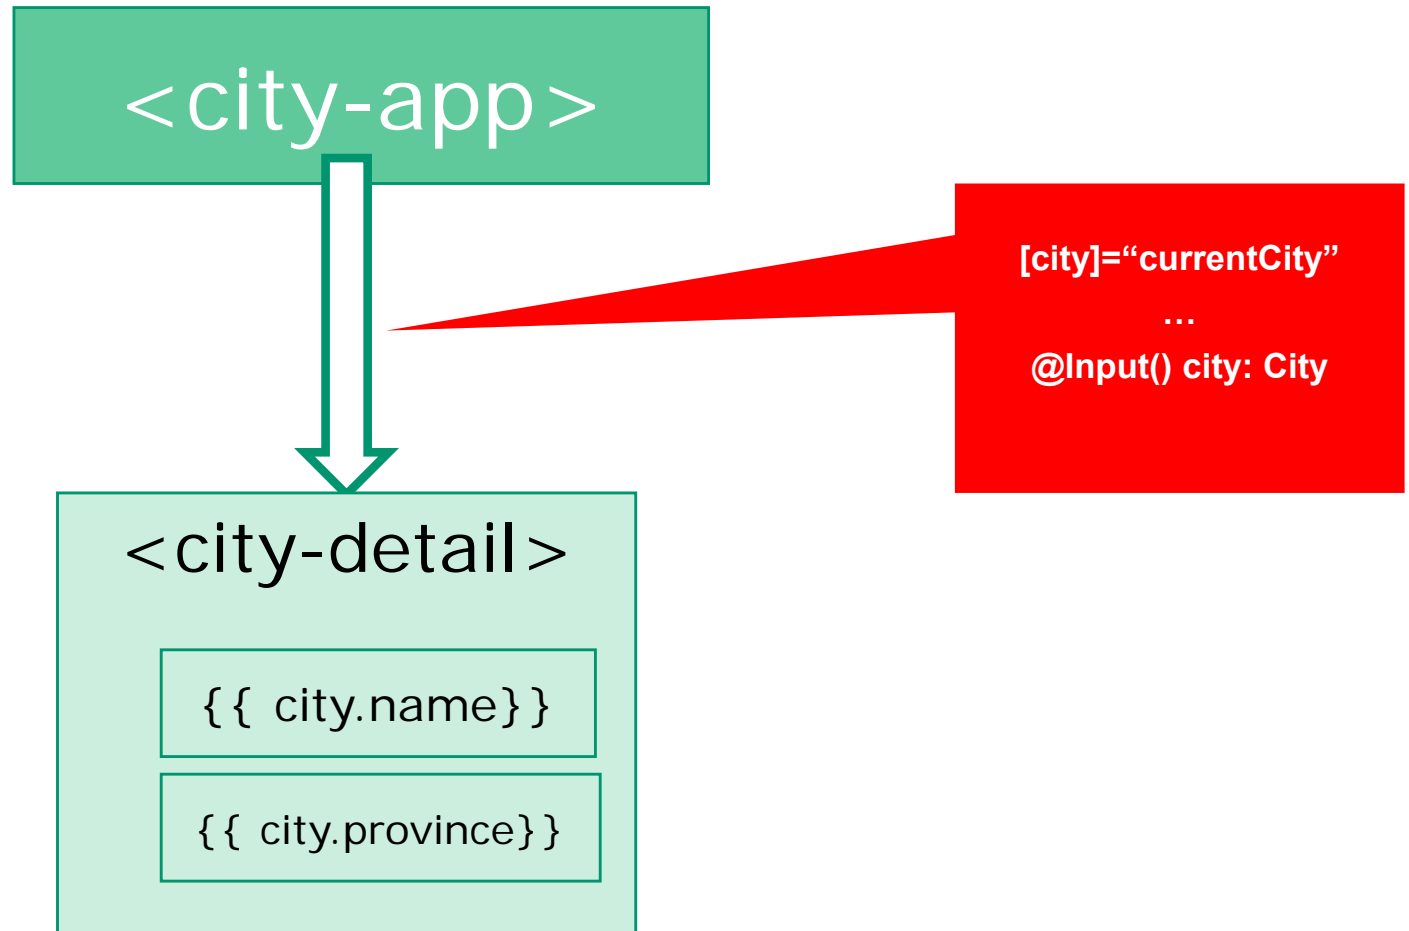 <city-app>
[city]=“currentCity”
…
@Input() city: City
<city-detail>
{{ city.name}}
{{ city.province}}